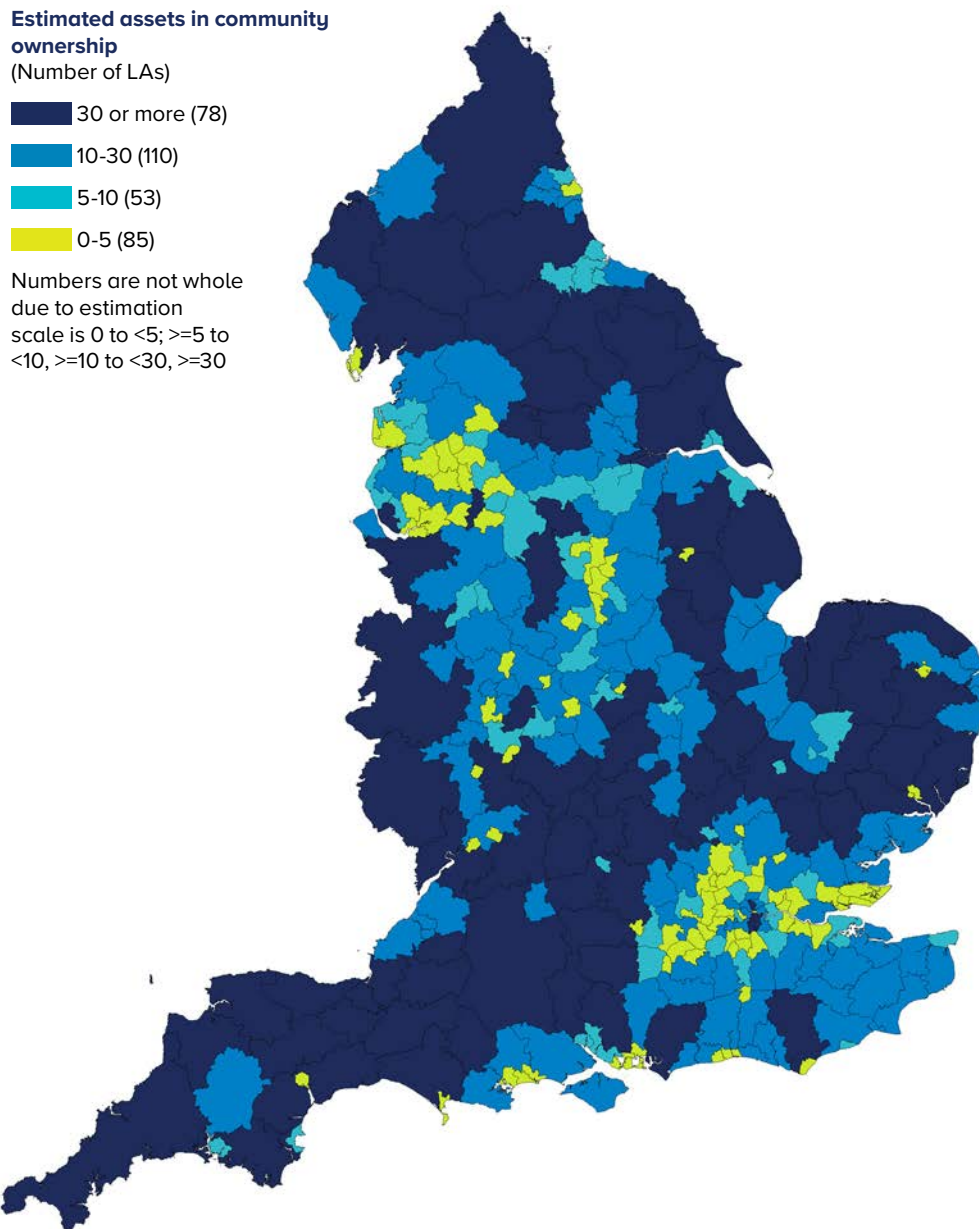 Estimated assets in community
ownership
(Number of LAs)
30 or more (78)
10-30 (110)
5-10 (53)
0-5 (85)
Numbers are not whole
due to estimation
scale is 0 to <5; >=5 to
<10, >=10 to <30, >=30